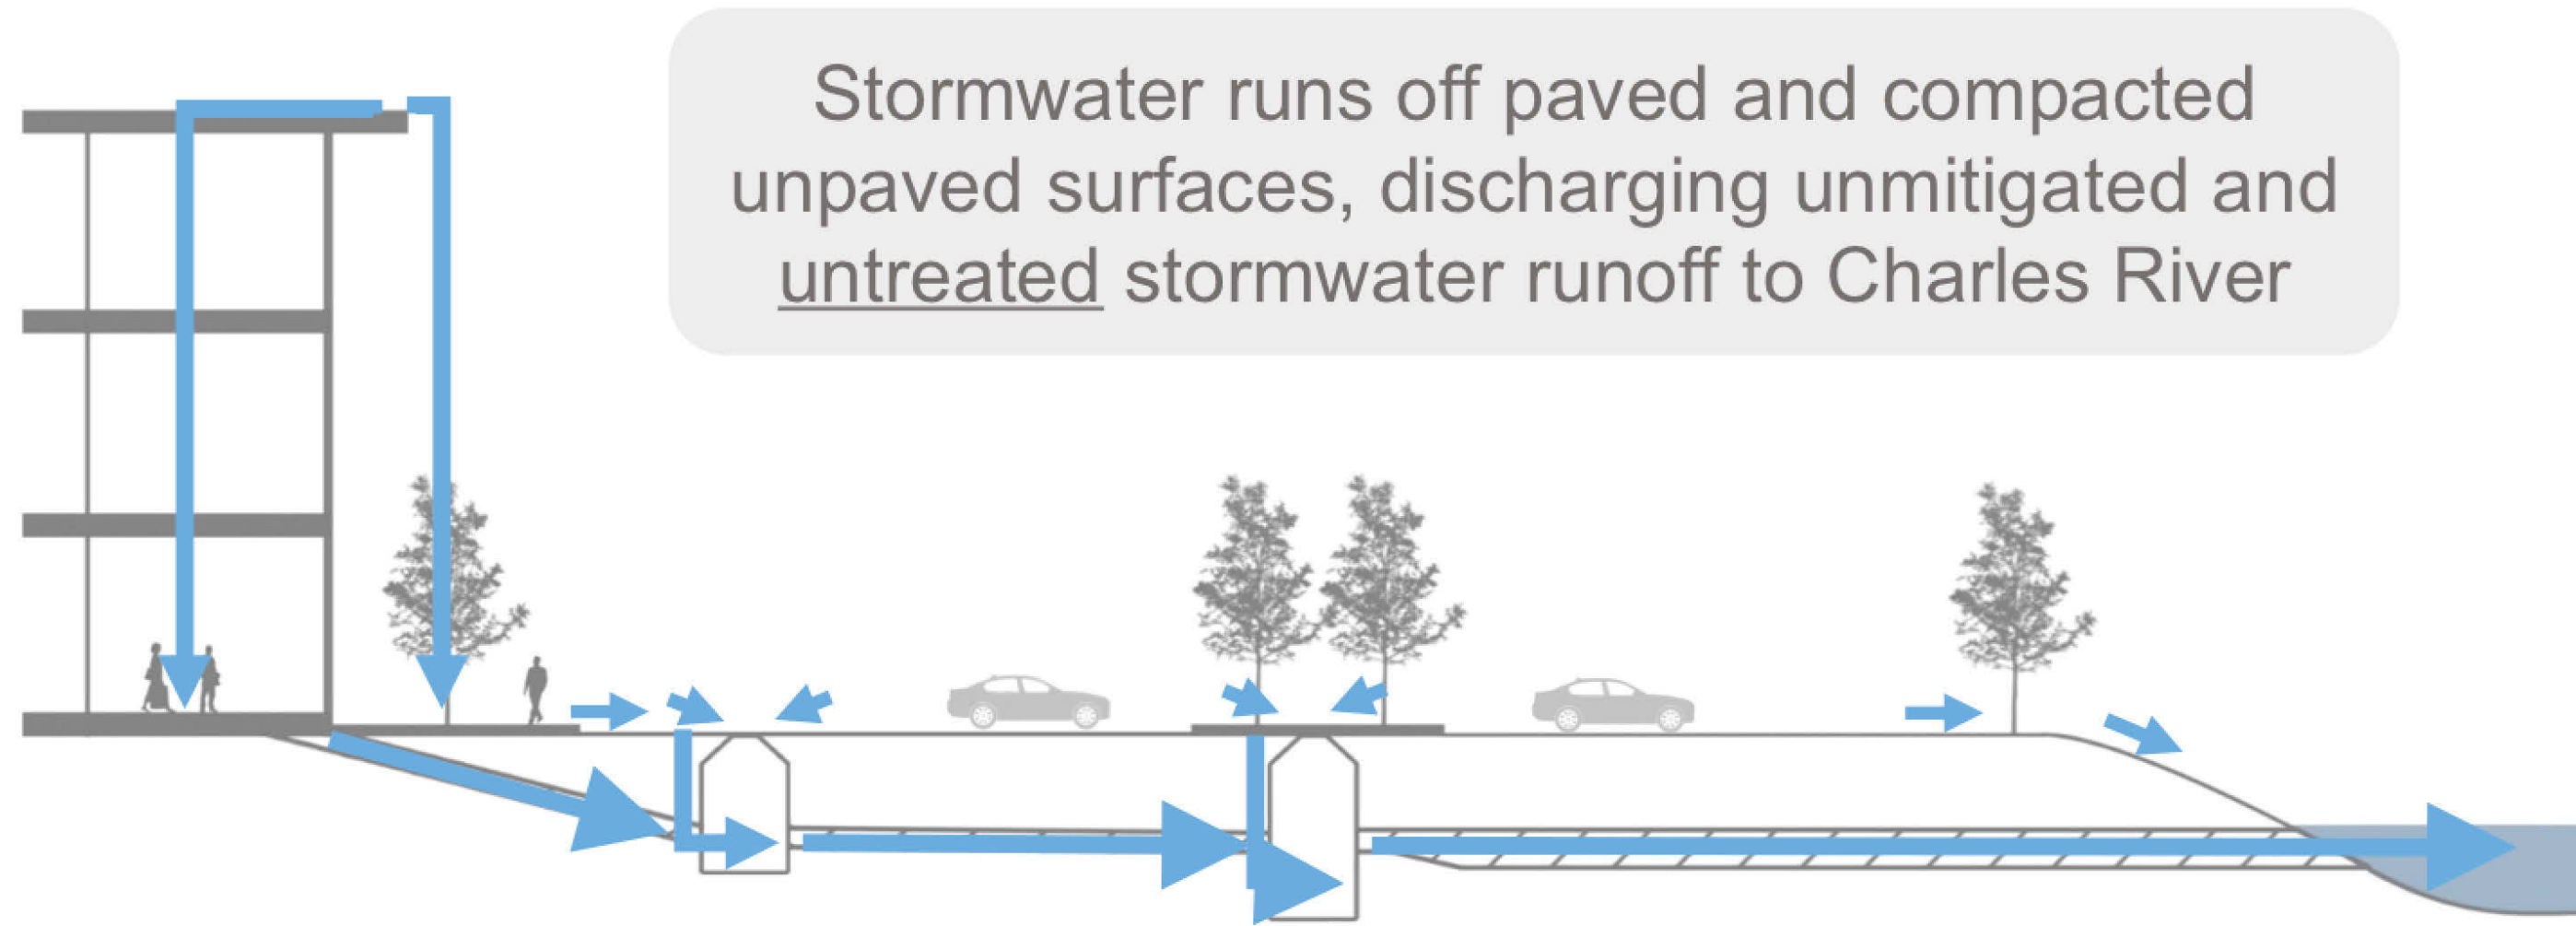 Stormwater runs off paved and compacted
unpaved surfaces, discharging unmitigated and
untreated stormwater runoff to Charles River